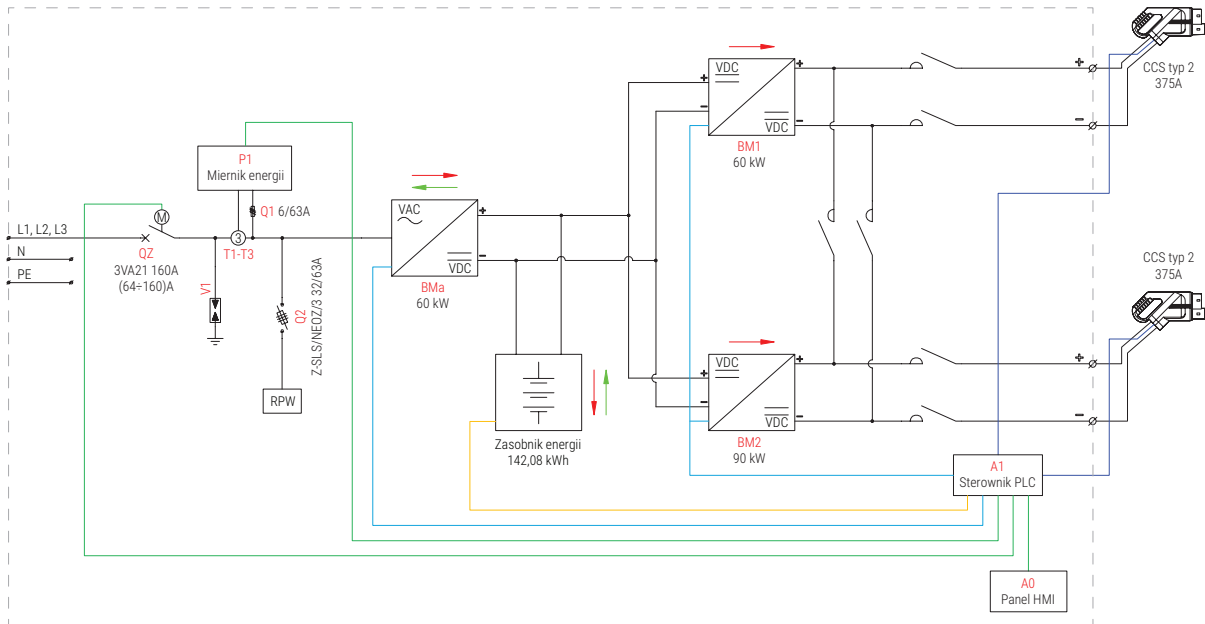 CCS typ 2
375A
VDC
VDC
BM1
60 kW
P1
Miernik energii
Q1 6/63A
M
L1, L2, L3
N
PE
QZ
3VA21 160A
(64÷160)A
3
T1-T3
V1
Q2
Z-SLS/NEOZ/3 32/63A
RPW
VAC
VDC
BMa
60 kW
Zasobnik energii
142,08 kWh
CCS typ 2
375A
VDC
VDC
BM2
90 kW
A1
Sterownik PLC
A0
Panel HMI